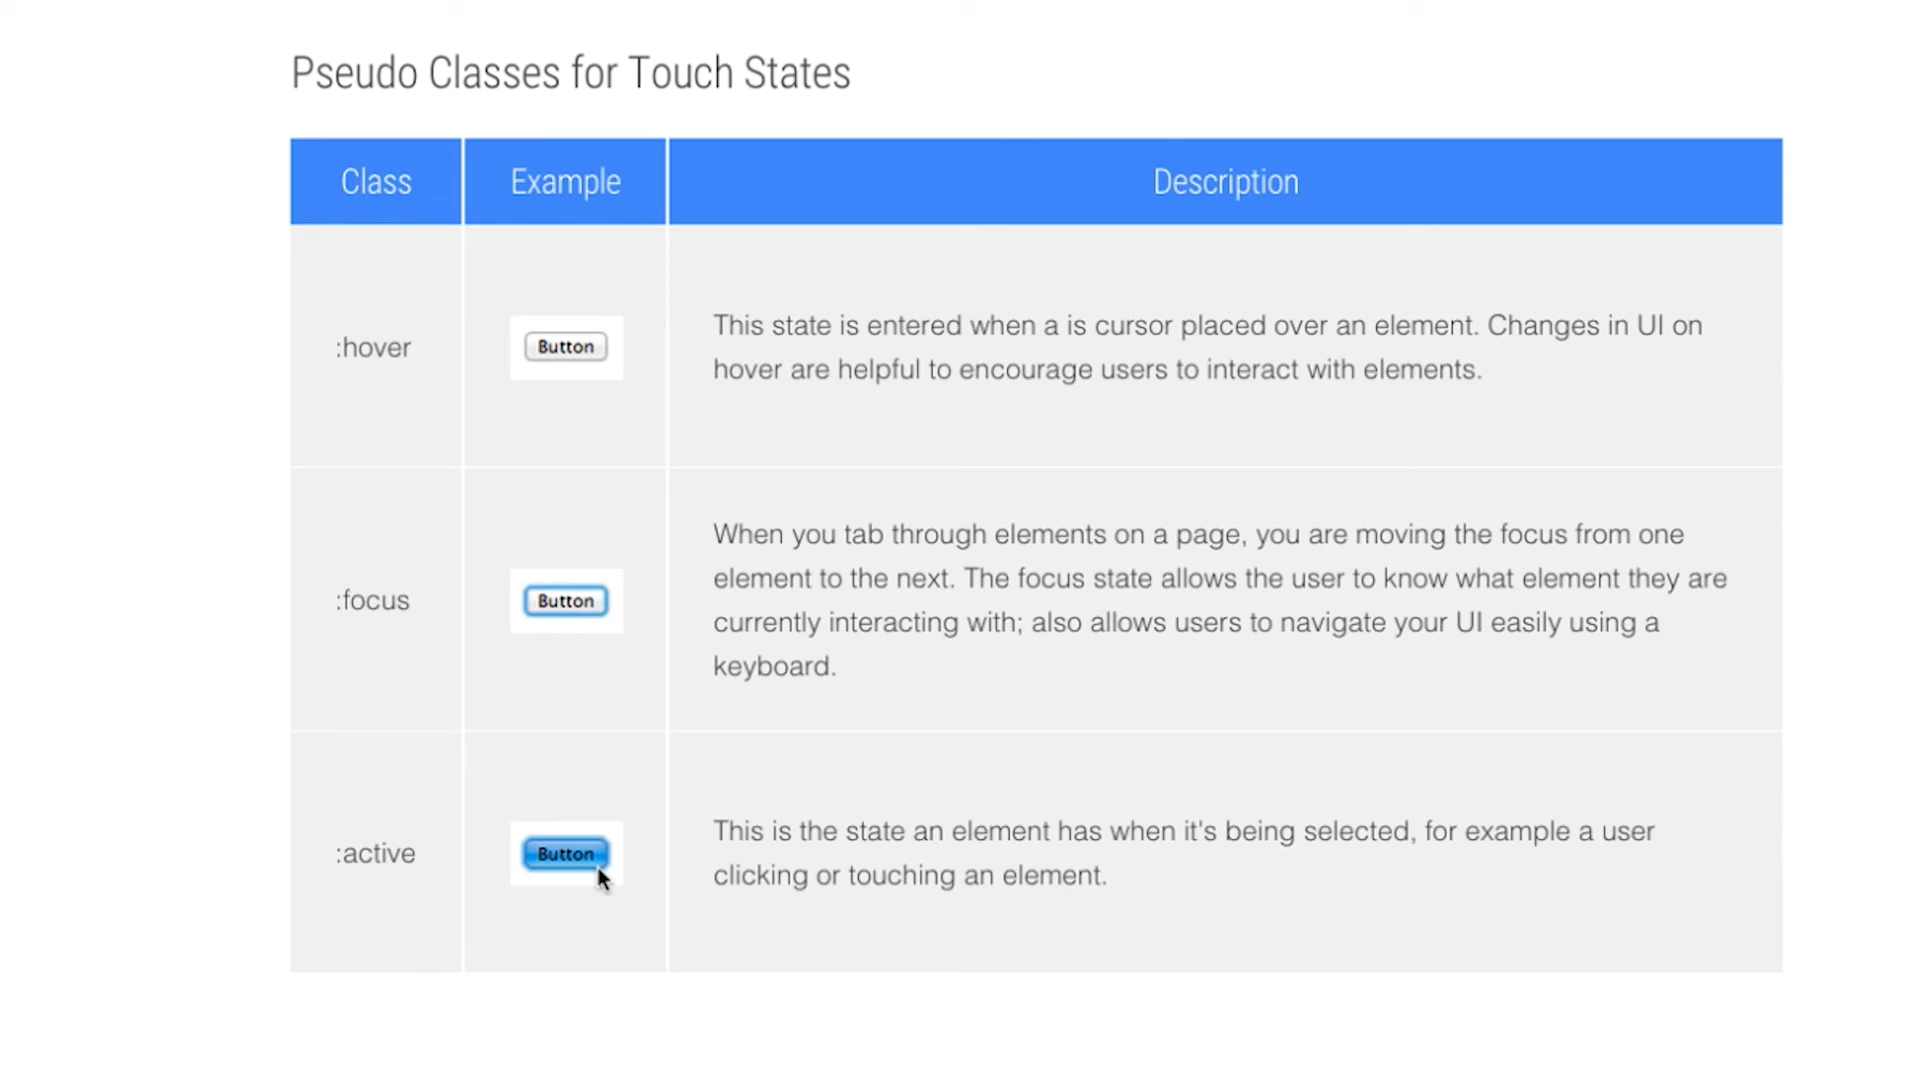 Pseudo Classes for Touch States
Class Example Description
:hover Button This state is entered when a is cursor placed over an element. Changes in UI on
hover are helpful to encourage users to interact with elements.
:focus Button When you tab through elements on a page, you are moving the focus from one
element to the next. The focus state allows the user to know what element they are
currently interacting with; also allows users to navigate your UI easily using a
keyboard.
:active Button This is the state an element has when it's being selected, for example a user
clicking or touching an element.